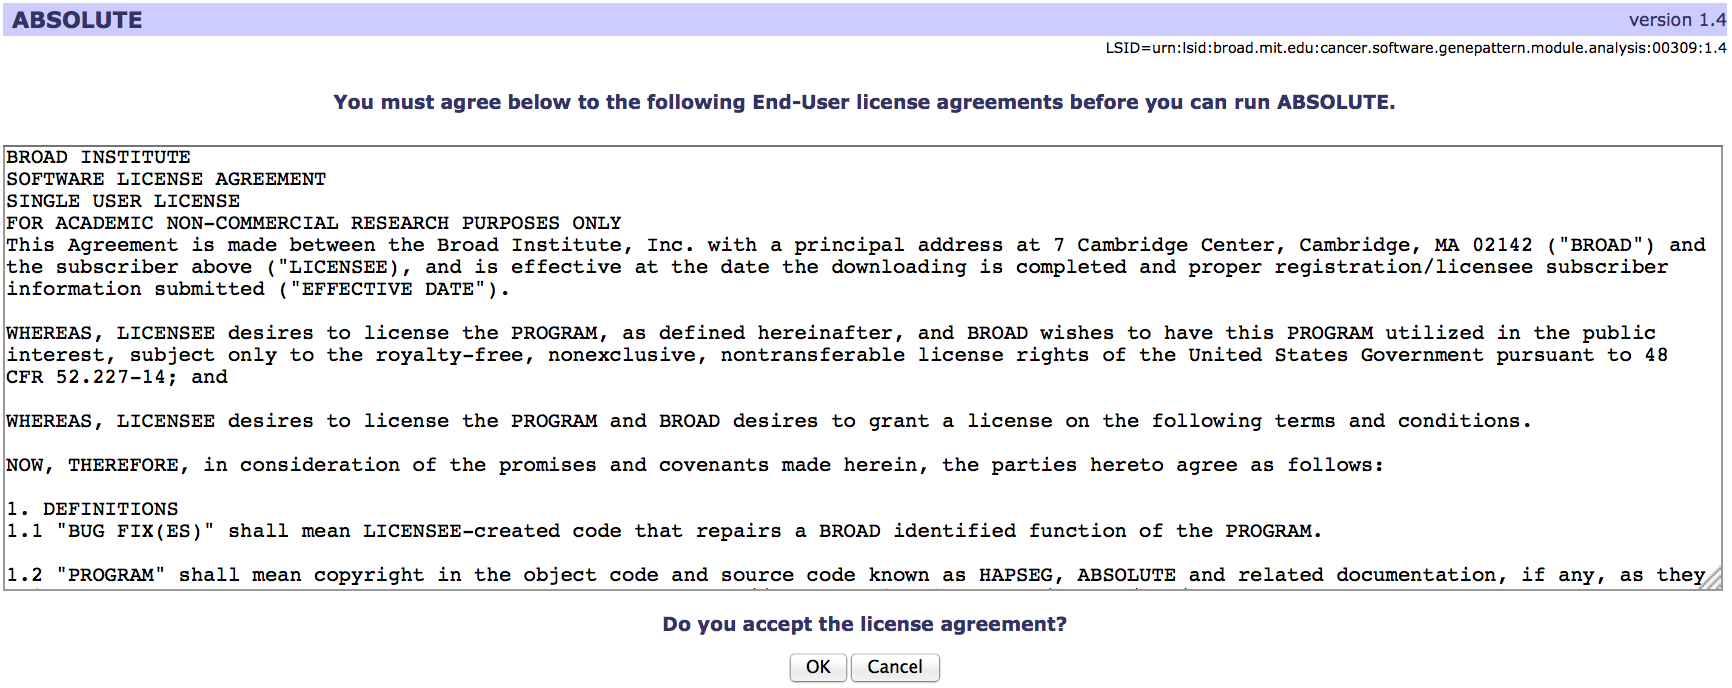 ABSOLUTE
version 1.4
LSID=urn:lsid:broad.mit.edu:cancer.software.genepattern.module.analysis:00309:1.4
You must agree below to the following End-User license agreements before you can run ABSOLUTE.
BROAD INSTITUTE
SOFTWARE LICENSE AGREEMENT
SINGLE USER LICENSE
FOR ACADEMIC NON-COMMERCIAL RESEARCH PURPOSES ONLY
This Agreement is made between the Broad Institute, Inc. with a principal address at 7 Cambridge Center, Cambridge, MA 02142 ("BROAD") and
the subscriber above ("LICENSEE), and is effective at the date the downloading is completed and proper registration/licensee subscriber
information submitted ("EFFECTIVE DATE").
WHEREAS, LICENSEE desires to license the PROGRAM, as defined hereinafter, and BROAD wishes to have this PROGRAM utilized in the public
interest, subject only to the royalty-free, nonexclusive, nontransferable license rights of the United States Government pursuant to 48
CFR 52.227-14; and
WHEREAS, LICENSEE desires to license the PROGRAM and BROAD desires to grant a license on the following terms and conditions.
NOW, THEREFORE, in consideration of the promises and covenants made herein, the parties hereto agree as follows:
1. DEFINITIONS
1.1 "BUG FIX(ES)" shall mean LICENSEE-created code that repairs a BROAD identified function of the PROGRAM.
1.2 "PROGRAM" shall mean copyright in the object code and source code known as HAPSEG, ABSOLUTE and related documentation, if any, as they
Do you accept the license agreement?
OK
Cancel